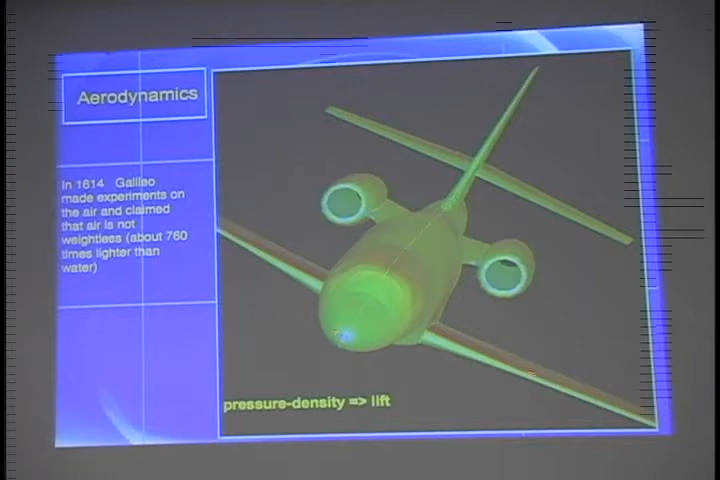 Aerodynamics
In 1614 Galileo
made experiments on
the air and claimed
that air is not
weightless (about 760
times lighter than
water)
pressure-density => lift